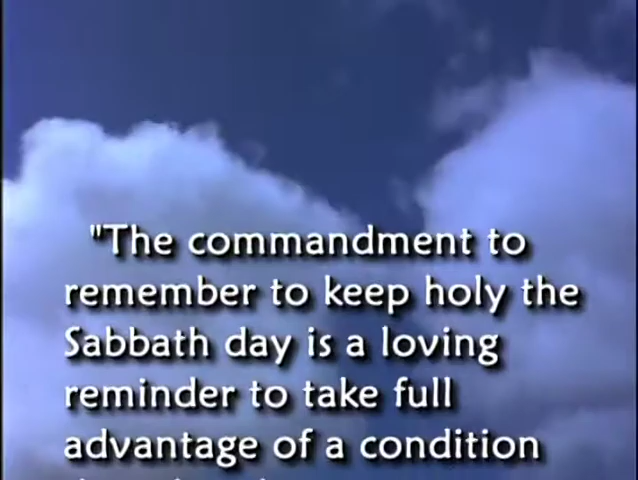 "The commandment to
remember to keep holy the
Sabbath day is a loving
reminder to take full
advantage of a condition